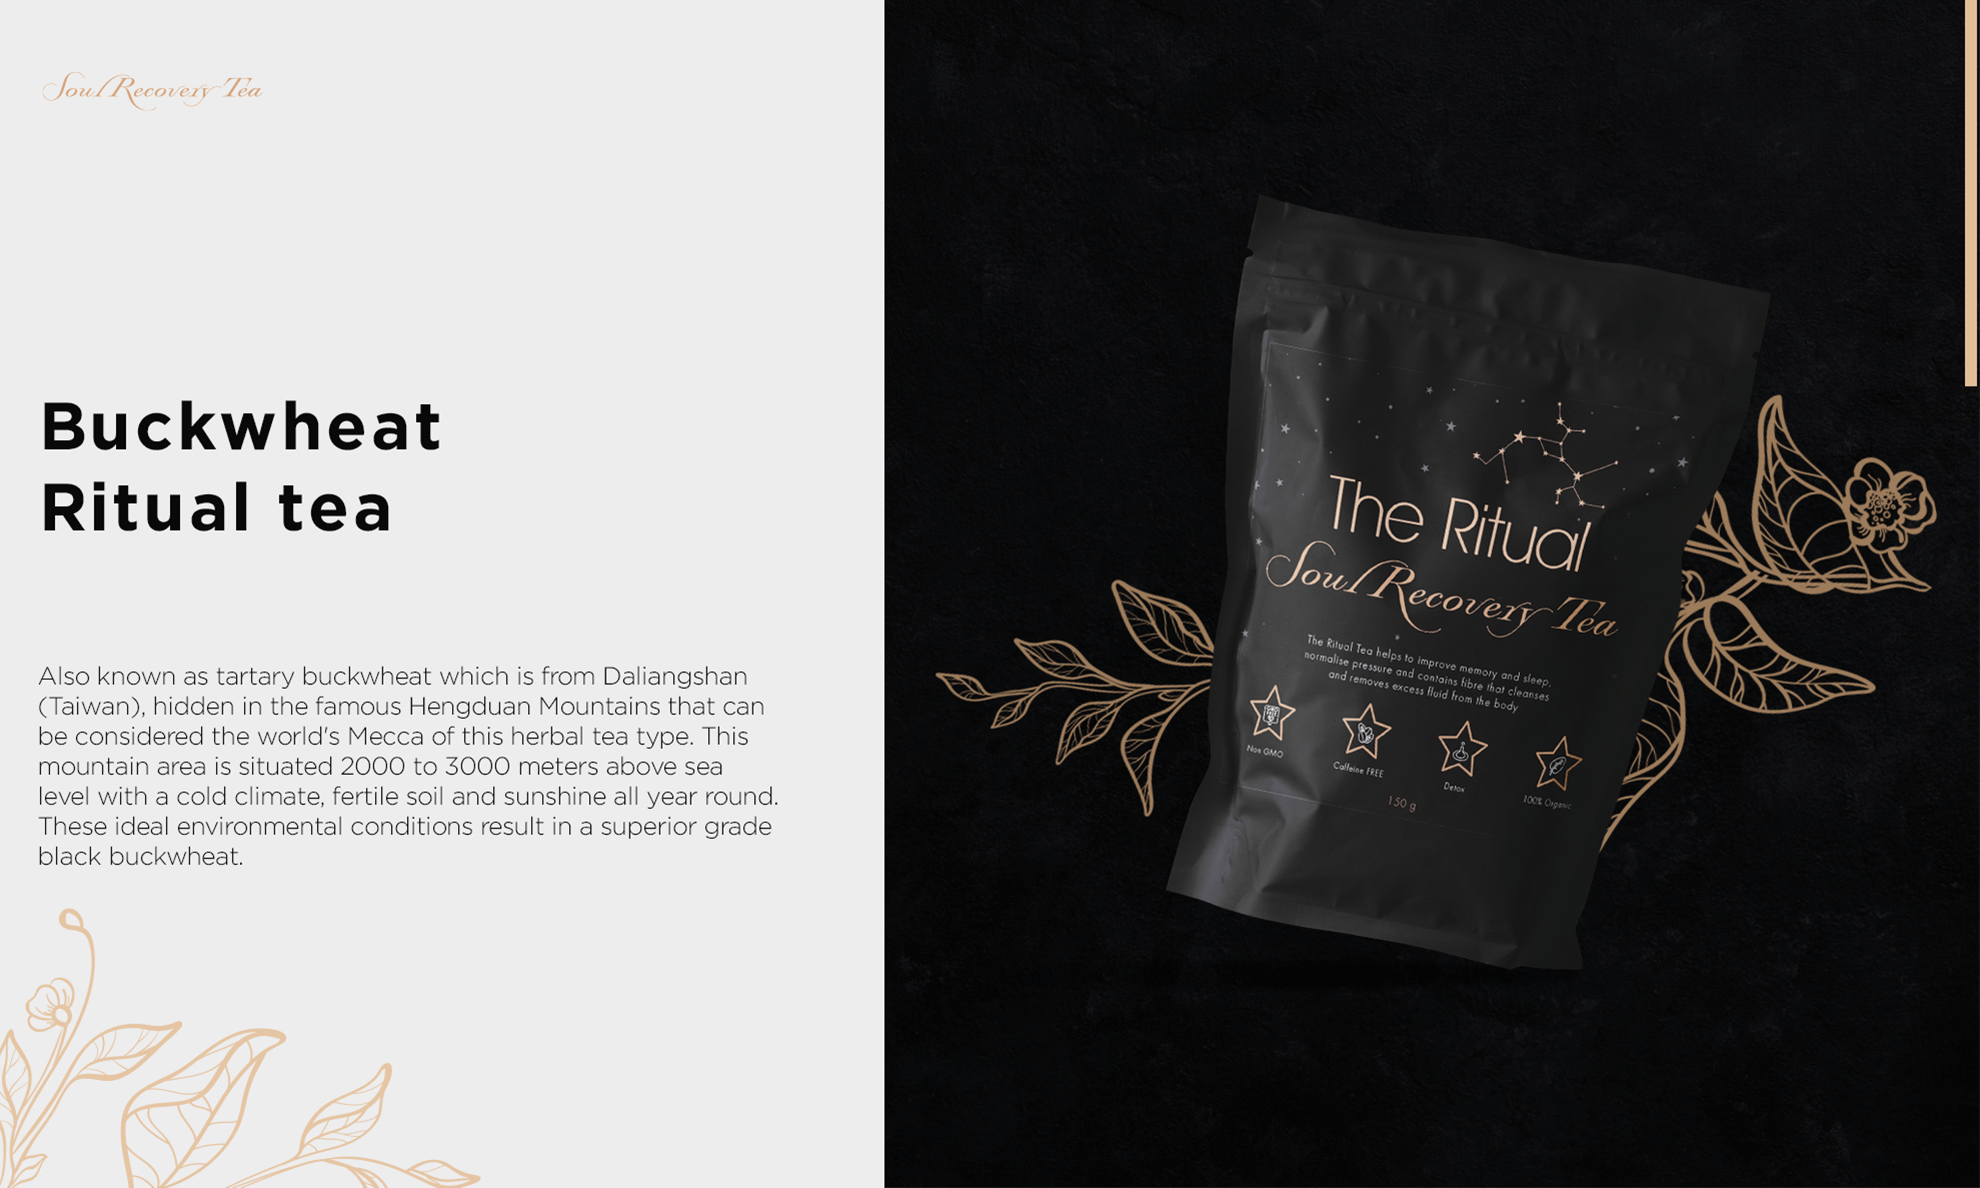 Soul Recovery Tea
Buckwheat
Ritual tea
Also known as tartary buckwheat which is from Daliangshan
(Taiwan), hidden in the famous Hengduan Mountains that can
be considered the world's Mecca of this herbal tea type. This
mountain area is situated 2000 to 3000 meters above sea
level with a cold climate, fertile soil and sunshine all year round.
These ideal environmental conditions result in a superior grade
black buckwheat.
The Ritual
Soul Recovery Tea
The Ritual Tea helps to improve memory and sleep,
normalise pressure and contains fibre that cleanses
and removes excess fluid from the body
Non GMO
Caffeine FREE
Detox
100% Organic
150 g